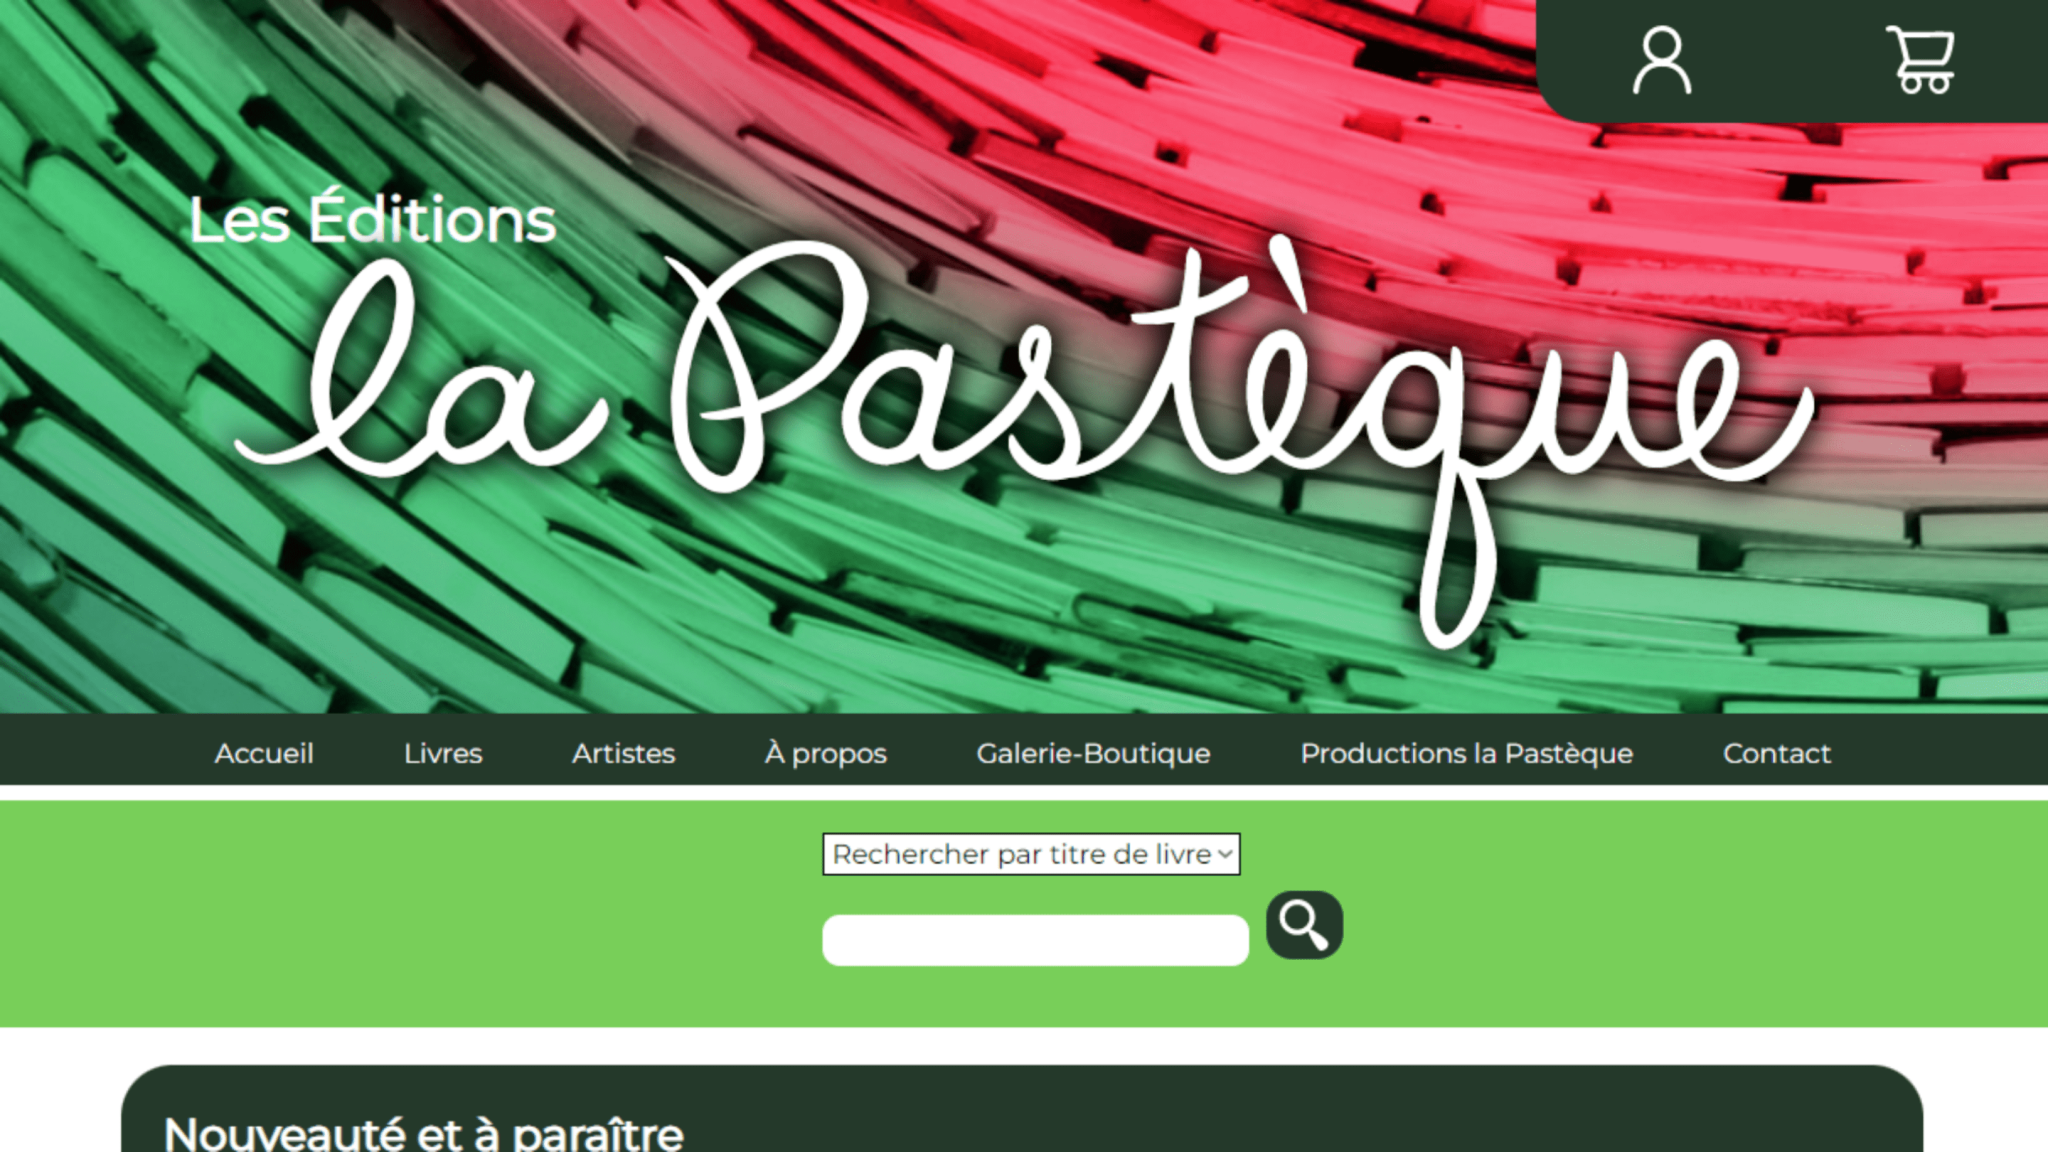 Les Éditions
la Pastèque
Accueil Livres Artistes À propos Galerie-Boutique Productions la Pastèque Contact
Rechercher par titre de livre
Nouveauté et à paraître